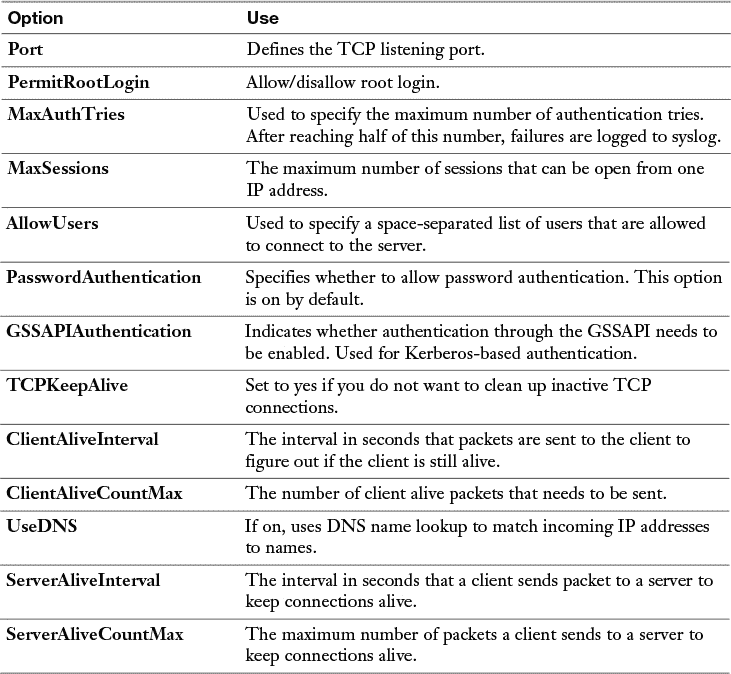 Option Use
Port Defines the TCP listening port.
PermitRootLogin Allow/disallow root login.
MaxAuthTries Used to specify the maximum number of authentication tries.
After reaching half of this number, failures are logged to syslog.
MaxSessions The maximum number of sessions that can be open from one
IP address.
AllowUsers Used to specify a space-separated list of users that are allowed
to connect to the server.
PasswordAuthentication Specifies whether to allow password authentication. This option
is on by default.
GSSAPIAuthentication Indicates whether authentication through the GSSAPI needs to
be enabled. Used for Kerberos-based authentication.
TCPKeepAlive Set to yes if you do not want to clean up inactive TCP
connections.
ClientAliveInterval The interval in seconds that packets are sent to the client to
figure out if the client is still alive.
ClientAliveCountMax The number of client alive packets that needs to be sent.
UseDNS If on, uses DNS name lookup to match incoming IP addresses
to names.
ServerAliveInterval The interval in seconds that a client sends packet to a server to
keep connections alive.
ServerAliveCountMax The maximum number of packets a client sends to a server to
keep connections alive.